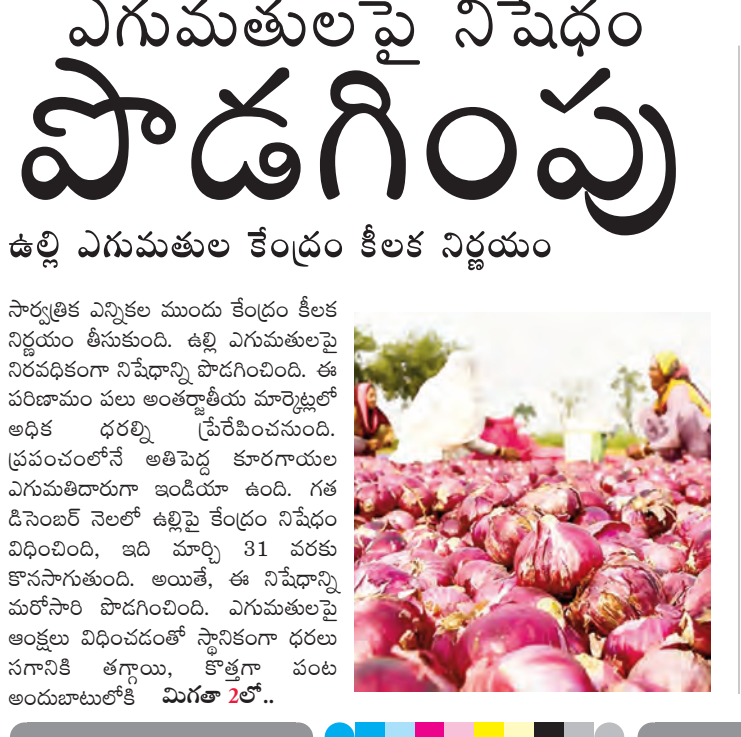 ఎగుమతులపై నిషేధం
పొడగింపు
ఉల్లి ఎగుమతుల కేంద్రం కీలక నిర్ణయం
సార్వత్రిక ఎన్నికల ముందు కేంద్రం కీలక
నిర్ణయం తీసుకుంది. ఉల్లి ఎగుమతులపై
నిరవధికంగా నిషేధాన్ని పొడగించింది. ఈ
పరిణామం పలు అంతర్జాతీయ మార్కెట్లలో
అధిక ధరల్ని ప్రేరేపించనుంది.
ప్రపంచంలోనే అతిపెద్ద కూరగాయల
ఎగుమతిదారుగా ఇండియా ఉంది. గత
డిసెంబర్ నెలలో ఉల్లిపై కేంద్రం నిషేధం
విధించింది, ఇది మార్చి 31 వరకు
కొనసాగుతుంది. అయితే, ఈ నిషేధాన్ని
మరోసారి పొడగించింది. ఎగుమతులపై
ఆంక్షలు విధించడంతో స్థానికంగా ధరలు
సగానికి తగ్గాయి, కొత్తగా పంట
అందుబాటులోకి మిగతా 2లో..